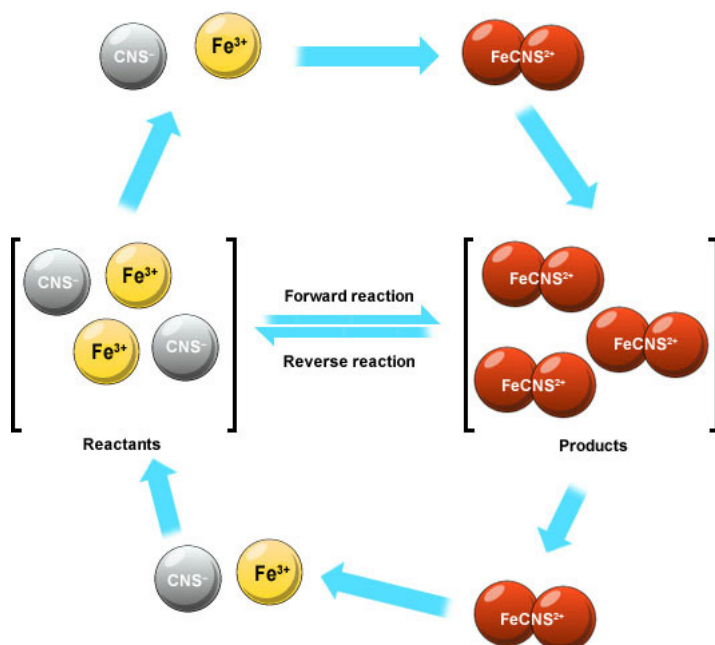 CNS⁻
Fe³⁺
FeCNS²⁺
CNS⁻
Fe³⁺
Fe³⁺
CNS⁻
Forward reaction
Reverse reaction
FeCNS²⁺
FeCNS²⁺
FeCNS²⁺
Reactants
Products
CNS⁻
Fe³⁺
FeCNS²⁺